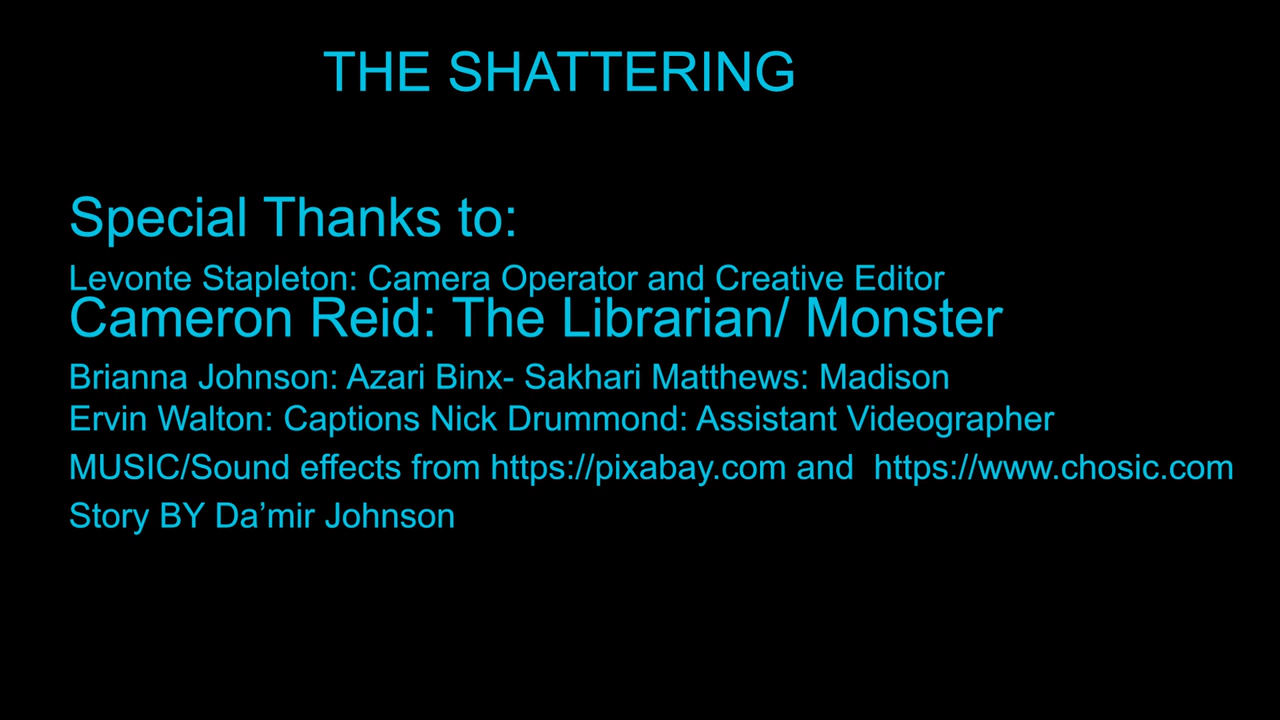 THE SHATTERING
Special Thanks to:
Levonte Stapleton: Camera Operator and Creative Editor
Cameron Reid: The Librarian/ Monster
Brianna Johnson: Azari Binx- Sakhari Matthews: Madison
Ervin Walton: Captions Nick Drummond: Assistant Videographer
MUSIC/Sound effects from https://pixabay.com and  https://www.chosic.com
Story BY Da’mir Johnson